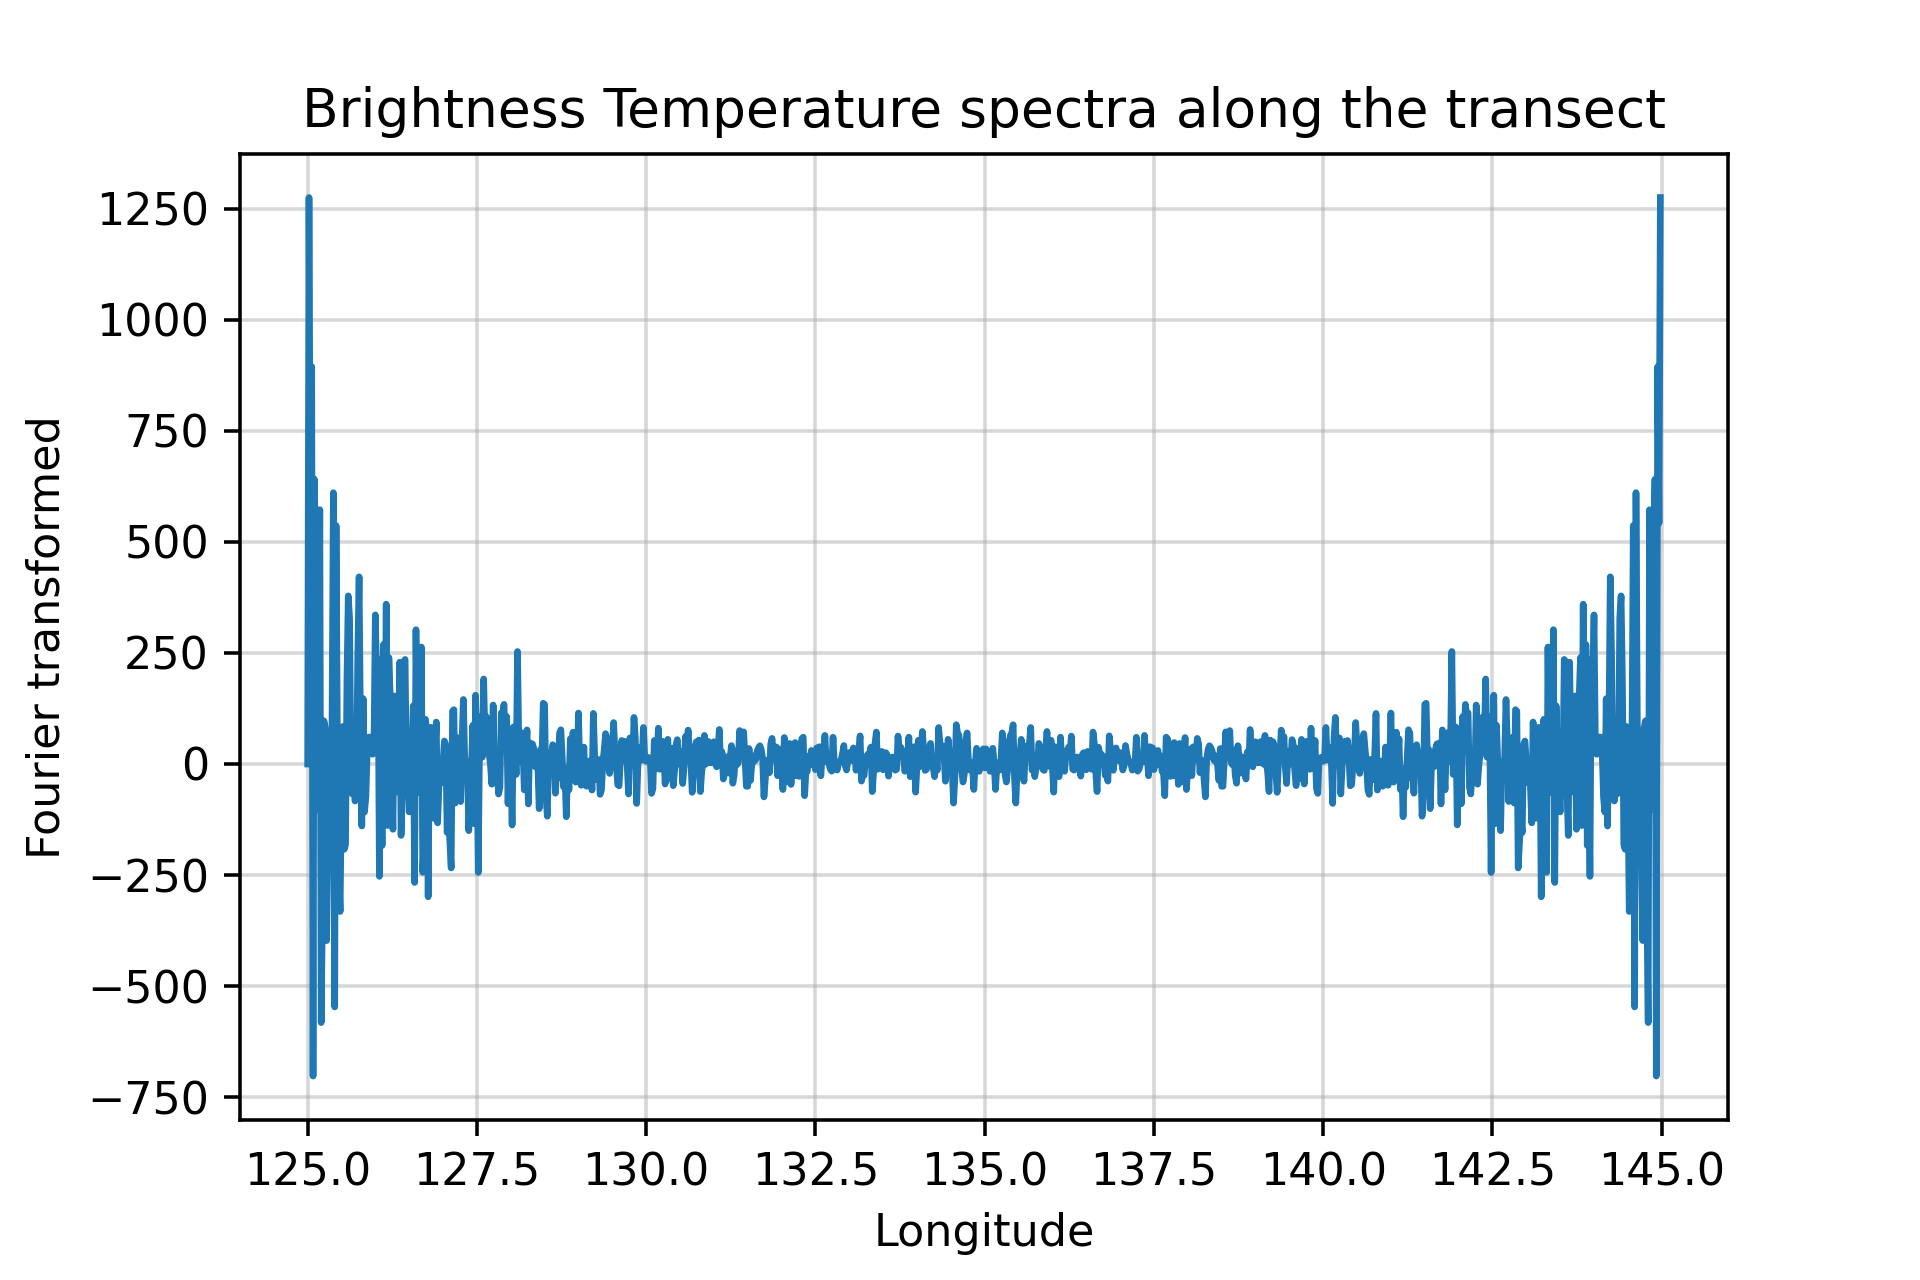 Brightness Temperature spectra along the transect
1250
1000
750
500
250
0
−250
−500
−750
Fourier transformed
125.0 127.5 130.0 132.5 135.0 137.5 140.0 142.5 145.0
Longitude